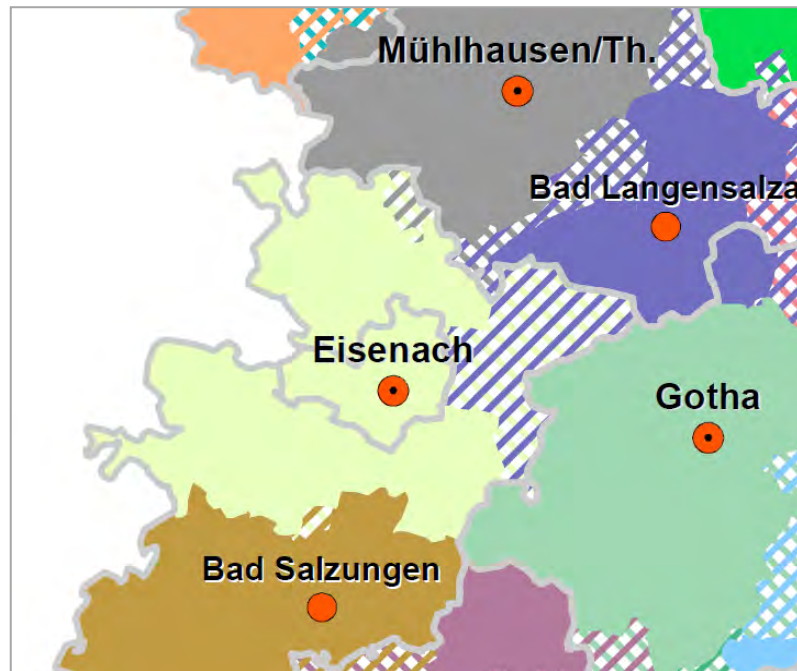 Mühlhausen/Th.
Bad Langensalza
Eisenach
Gotha
Bad Salzungen